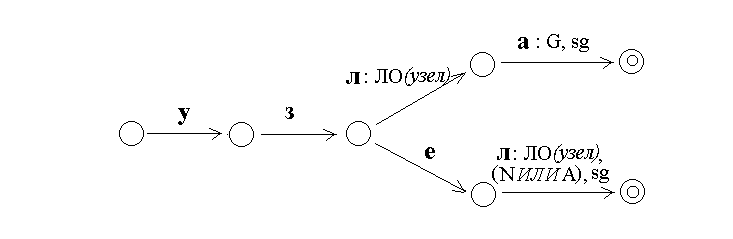 у
з
л : ЛО(узел)
а : G, sg
е
л : ЛО(узел),
(N ИЛИ A), sg